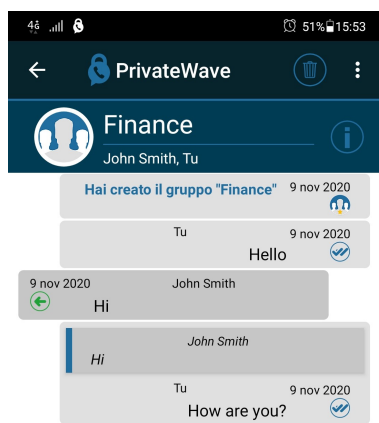 4G 51% 15:53
PrivateWave
Finance
John Smith, Tu
Hai creato il gruppo "Finance" 9 nov 2020
Tu 9 nov 2020
Hello
9 nov 2020 John Smith
Hi
John Smith
Hi
Tu 9 nov 2020
How are you?